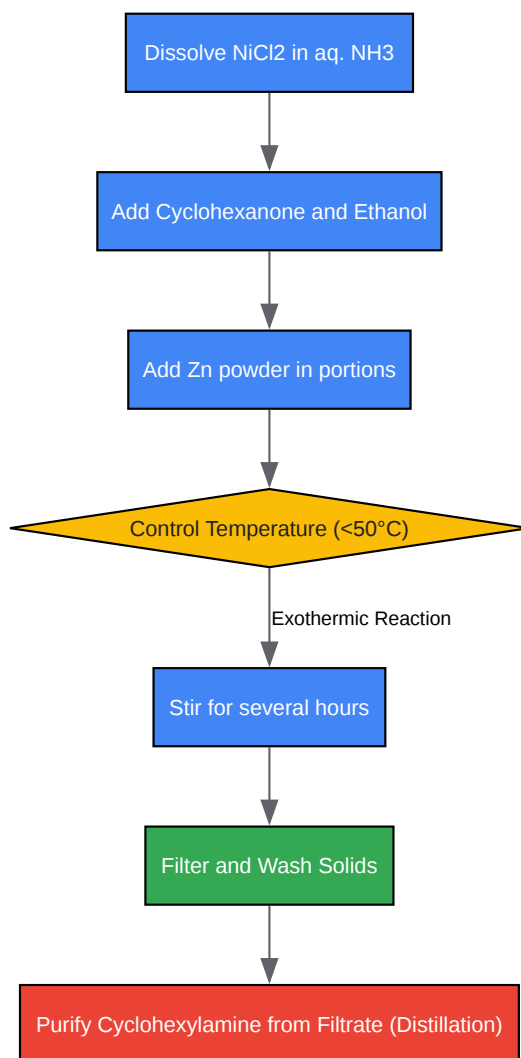 Dissolve NiCl2 in aq. NH3
Add Cyclohexanone and Ethanol
Add Zn powder in portions
Control Temperature (<50°C)
Exothermic Reaction
Stir for several hours
Filter and Wash Solids
Purify Cyclohexylamine from Filtrate (Distillation)